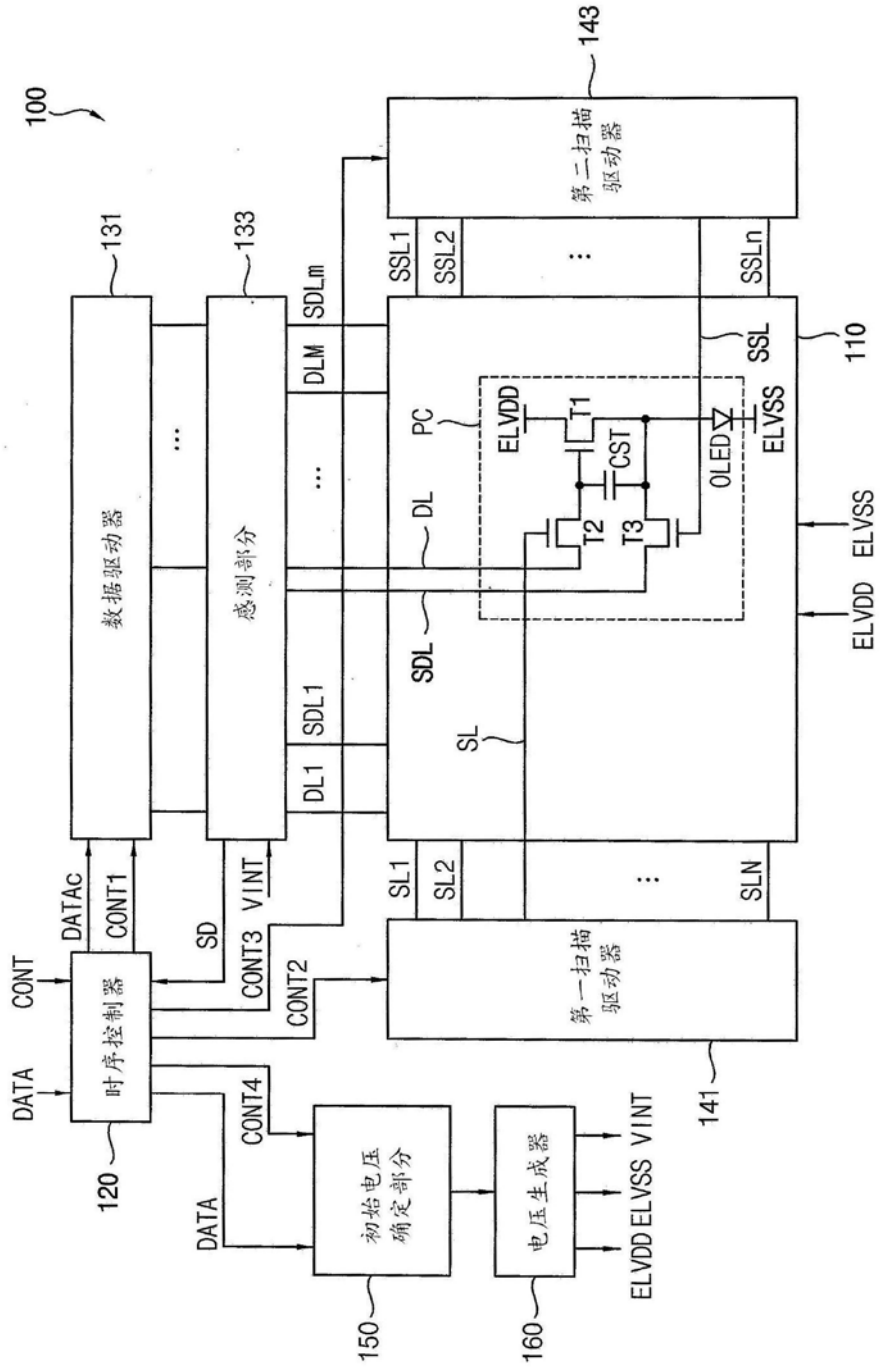 100
DATA
CONT
120
时序控制器
DATAc
CONT1
131
数据驱动器
...
SD
133
感测部分
VINT
CONT3
CONT2
CONT4
DATA
DL1
SDL1
...
DLM
SDLm
150
初始电压
确定部分
160
电压生成器
ELVDD
ELVSS
VINT
141
第一扫描
驱动器
SL1
SL2
...
SLN
SL
SDL
DL
PC
ELVDD
T1
T2
CST
T3
OLED
ELVSS
SSL1
SSL2
...
SSLn
SSL
143
第二扫描
驱动器
110
ELVDD
ELVSS